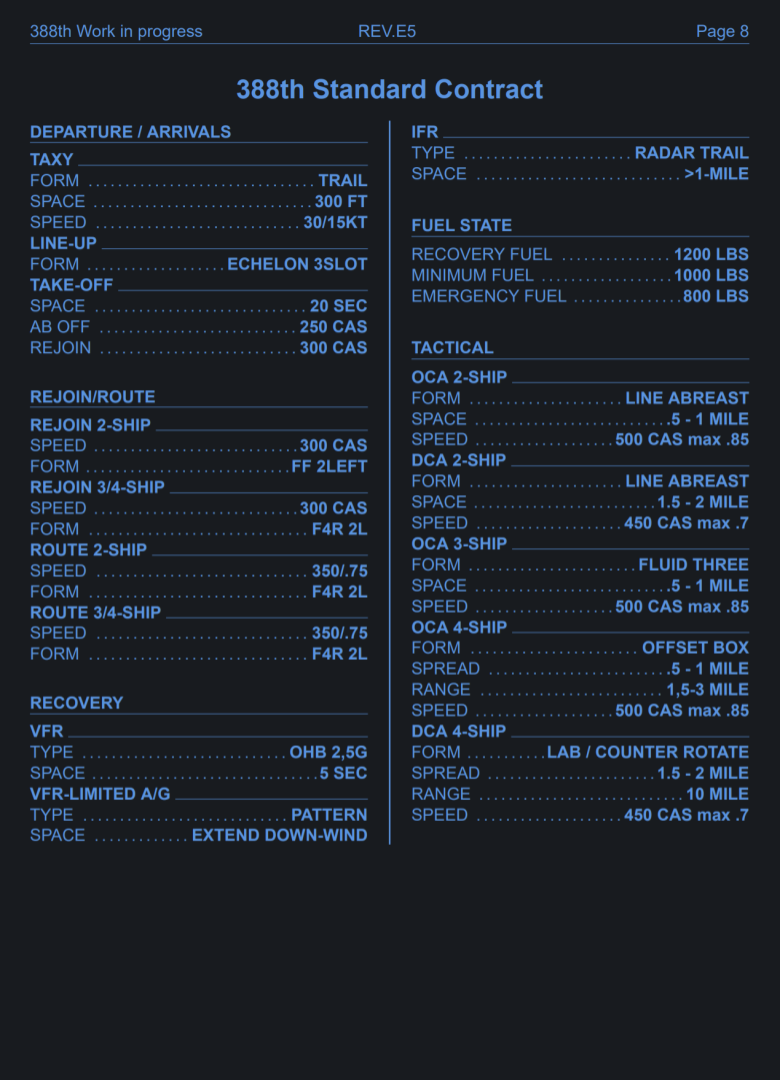 388th Work in progress REV.E5 Page 8
388th Standard Contract
DEPARTURE / ARRIVALS
TAXY
FORM ............................... TRAIL
SPACE .............................. 300 FT
SPEED ............................ 30/15KT
LINE-UP
FORM ................... ECHELON 3SLOT
TAKE-OFF
SPACE .............................. 20 SEC
AB OFF ........................... 250 CAS
REJOIN ........................... 300 CAS
REJOIN/ROUTE
REJOIN 2-SHIP
SPEED ............................ 300 CAS
FORM ............................ FF 2LEFT
REJOIN 3/4-SHIP
SPEED ............................ 300 CAS
FORM .............................. F4R 2L
ROUTE 2-SHIP
SPEED ............................. 350/.75
FORM .............................. F4R 2L
ROUTE 3/4-SHIP
SPEED ............................. 350/.75
FORM .............................. F4R 2L
RECOVERY
VFR
TYPE ............................ OHB 2,5G
SPACE ............................... 5 SEC
VFR-LIMITED A/G
TYPE ............................ PATTERN
SPACE ............. EXTEND DOWN-WIND
IFR
TYPE ....................... RADAR TRAIL
SPACE ............................ >1-MILE
FUEL STATE
RECOVERY FUEL ............... 1200 LBS
MINIMUM FUEL .................. 1000 LBS
EMERGENCY FUEL ............... 800 LBS
TACTICAL
OCA 2-SHIP
FORM ..................... LINE ABREAST
SPACE .......................... .5 - 1 MILE
SPEED ................... 500 CAS max .85
DCA 2-SHIP
FORM ..................... LINE ABREAST
SPACE ......................... 1.5 - 2 MILE
SPEED .................... 450 CAS max .7
OCA 3-SHIP
FORM ....................... FLUID THREE
SPACE .......................... .5 - 1 MILE
SPEED ................... 500 CAS max .85
OCA 4-SHIP
FORM ....................... OFFSET BOX
SPREAD ........................ .5 - 1 MILE
RANGE ......................... 1,5-3 MILE
SPEED ................... 500 CAS max .85
DCA 4-SHIP
FORM ........... LAB / COUNTER ROTATE
SPREAD ....................... 1.5 - 2 MILE
RANGE ............................ 10 MILE
SPEED .................... 450 CAS max .7